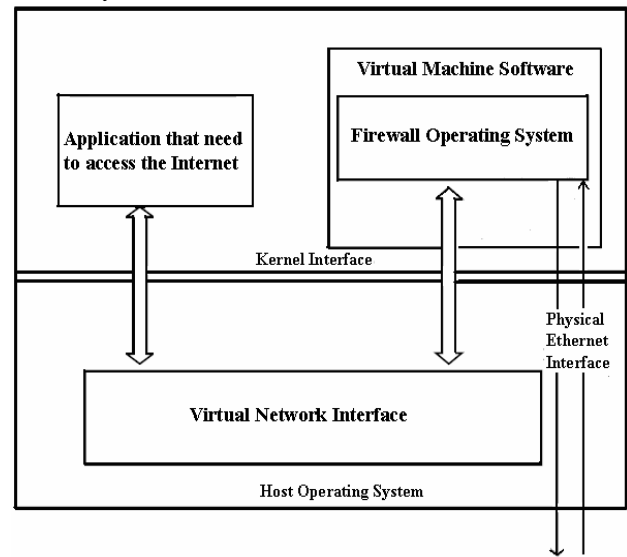 Virtual Machine Software
Firewall Operating System
Application that need
to access the Internet
Kernel Interface
Physical
Ethernet
Interface
Virtual Network Interface
Host Operating System